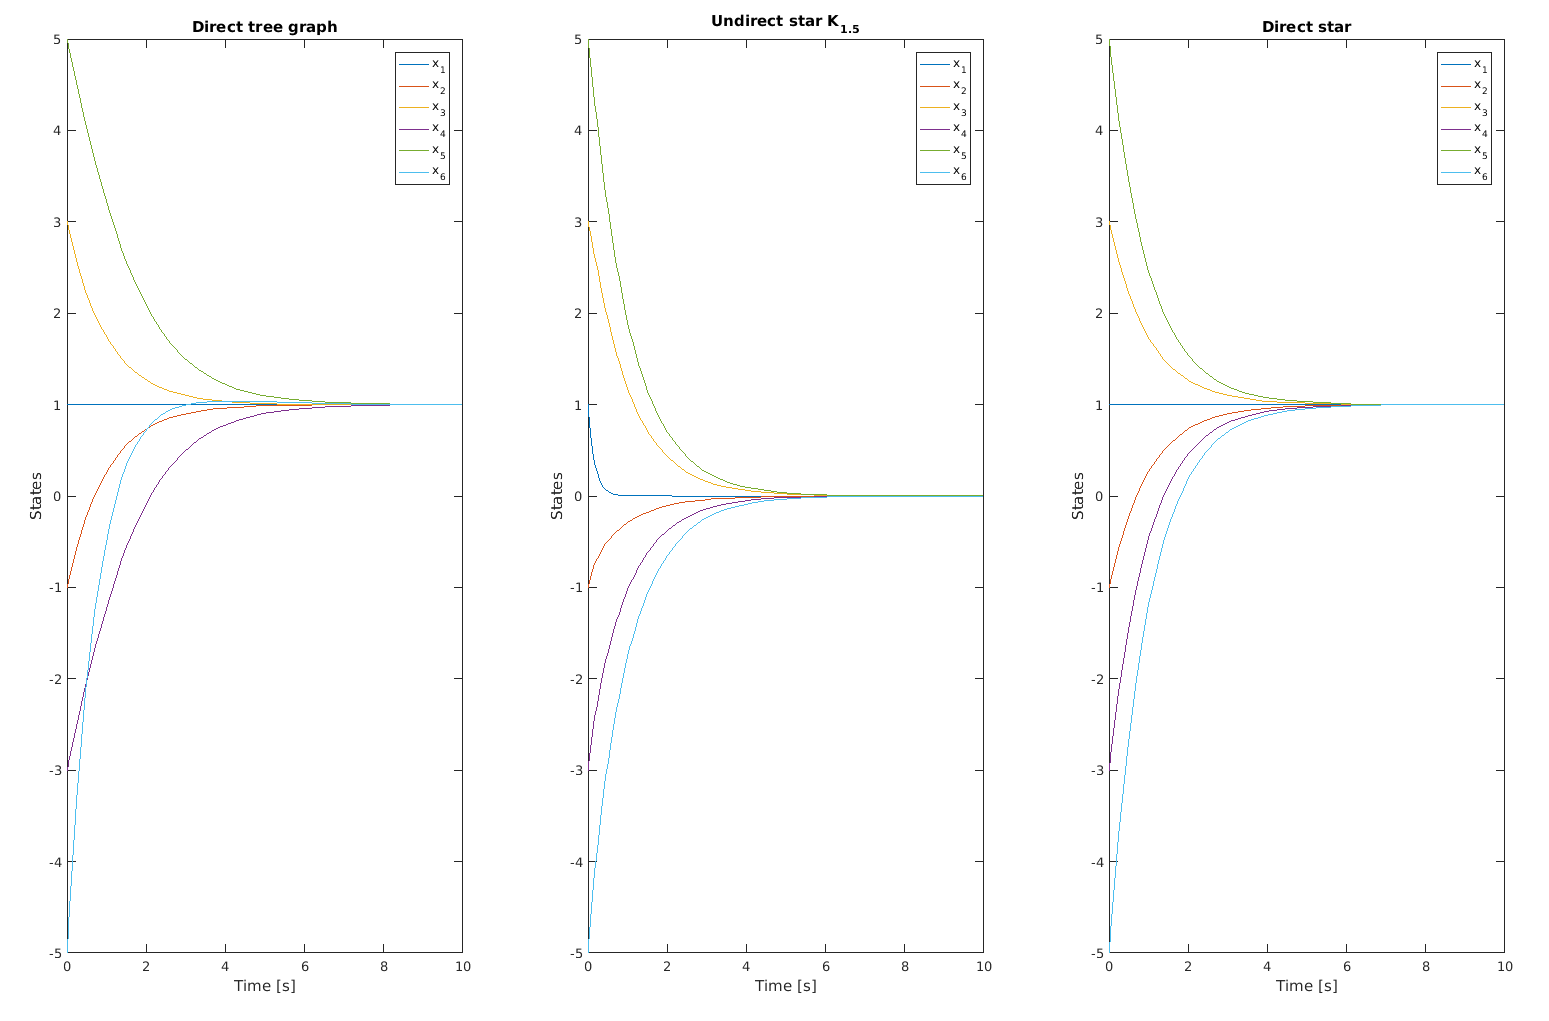 Direct tree graph
5
4
3
2
1
0
-1
-2
-3
-4
-5
States
0 2 4 6 8 10
Time [s]
x1
x2
x3
x4
x5
x6
Undirect star K1.5
5
4
3
2
1
0
-1
-2
-3
-4
-5
States
0 2 4 6 8 10
Time [s]
x1
x2
x3
x4
x5
x6
Direct star
5
4
3
2
1
0
-1
-2
-3
-4
-5
States
0 2 4 6 8 10
Time [s]
x1
x2
x3
x4
x5
x6